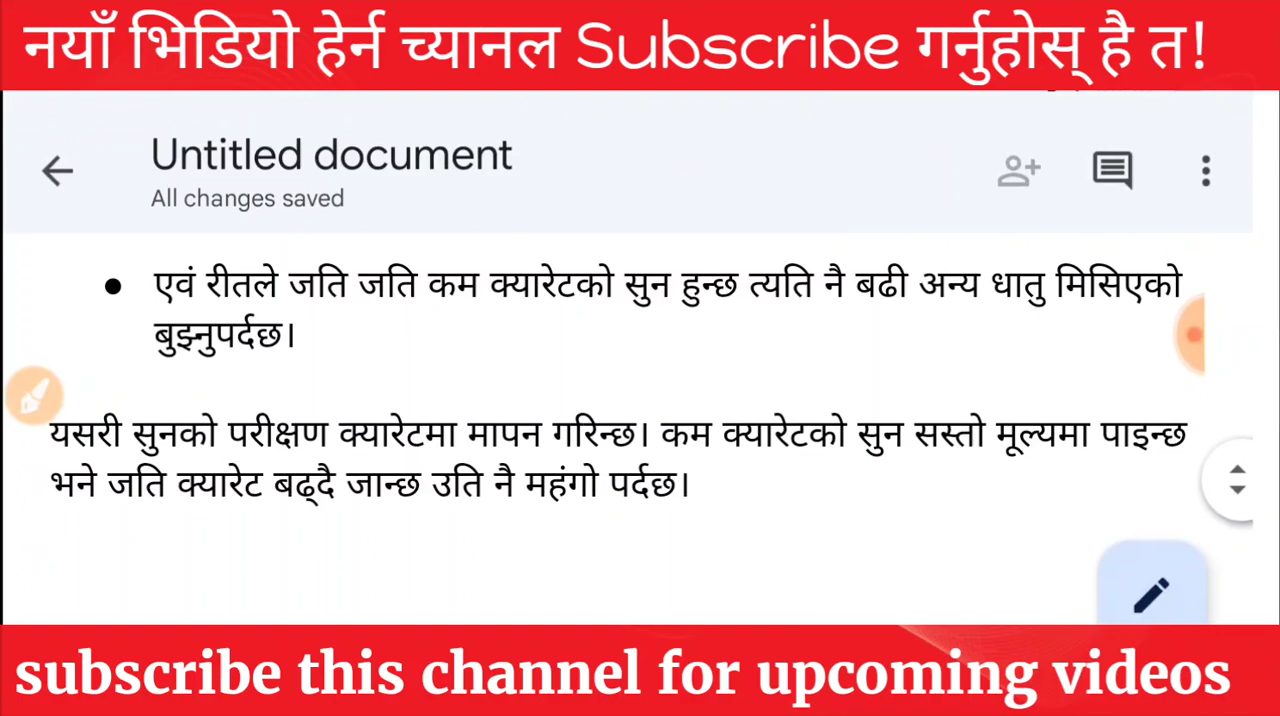 नयाँ भिडियो हेर्न च्यानल Subscribe गर्नुहोस् है त!
Untitled document
All changes saved
● एवं रीतले जति जति कम क्यारेटको सुन हुन्छ त्यति नै बढी अन्य धातु मिसिएको
बुझ्नुपर्दछ।
यसरी सुनको परीक्षण क्यारेटमा मापन गरिन्छ। कम क्यारेटको सुन सस्तो मूल्यमा पाइन्छ
भने जति क्यारेट बढ्दै जान्छ उति नै महंगो पर्दछ।
subscribe this channel for upcoming videos